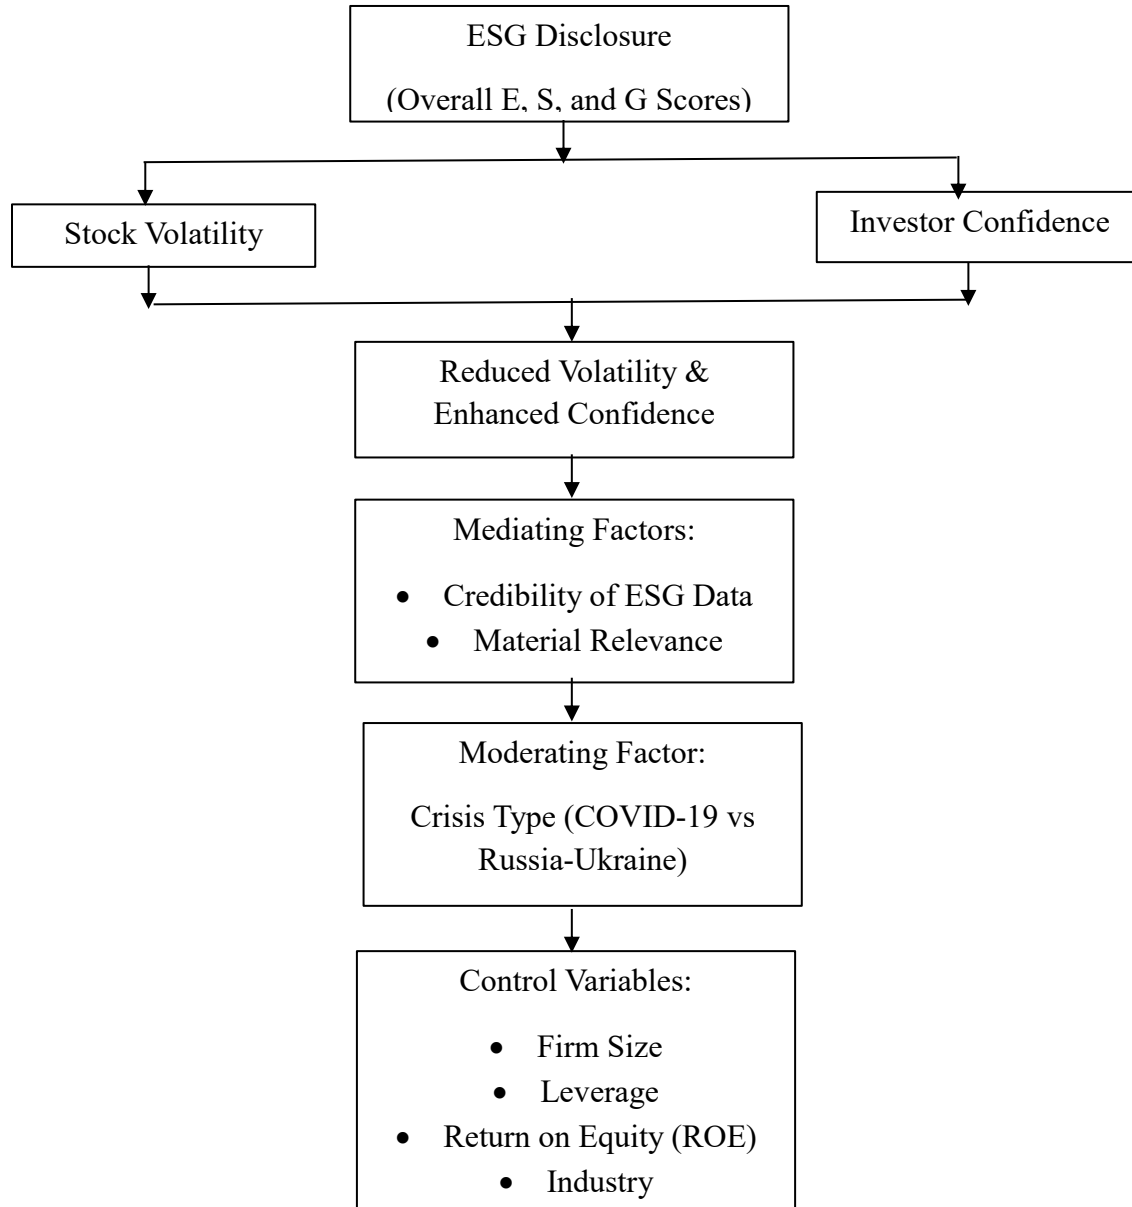 ESG Disclosure
(Overall E, S, and G Scores)
Stock Volatility
Investor Confidence
Reduced Volatility &
Enhanced Confidence
Mediating Factors:
• Credibility of ESG Data
• Material Relevance
Moderating Factor:
Crisis Type (COVID-19 vs
Russia-Ukraine)
Control Variables:
• Firm Size
• Leverage
• Return on Equity (ROE)
• Industry